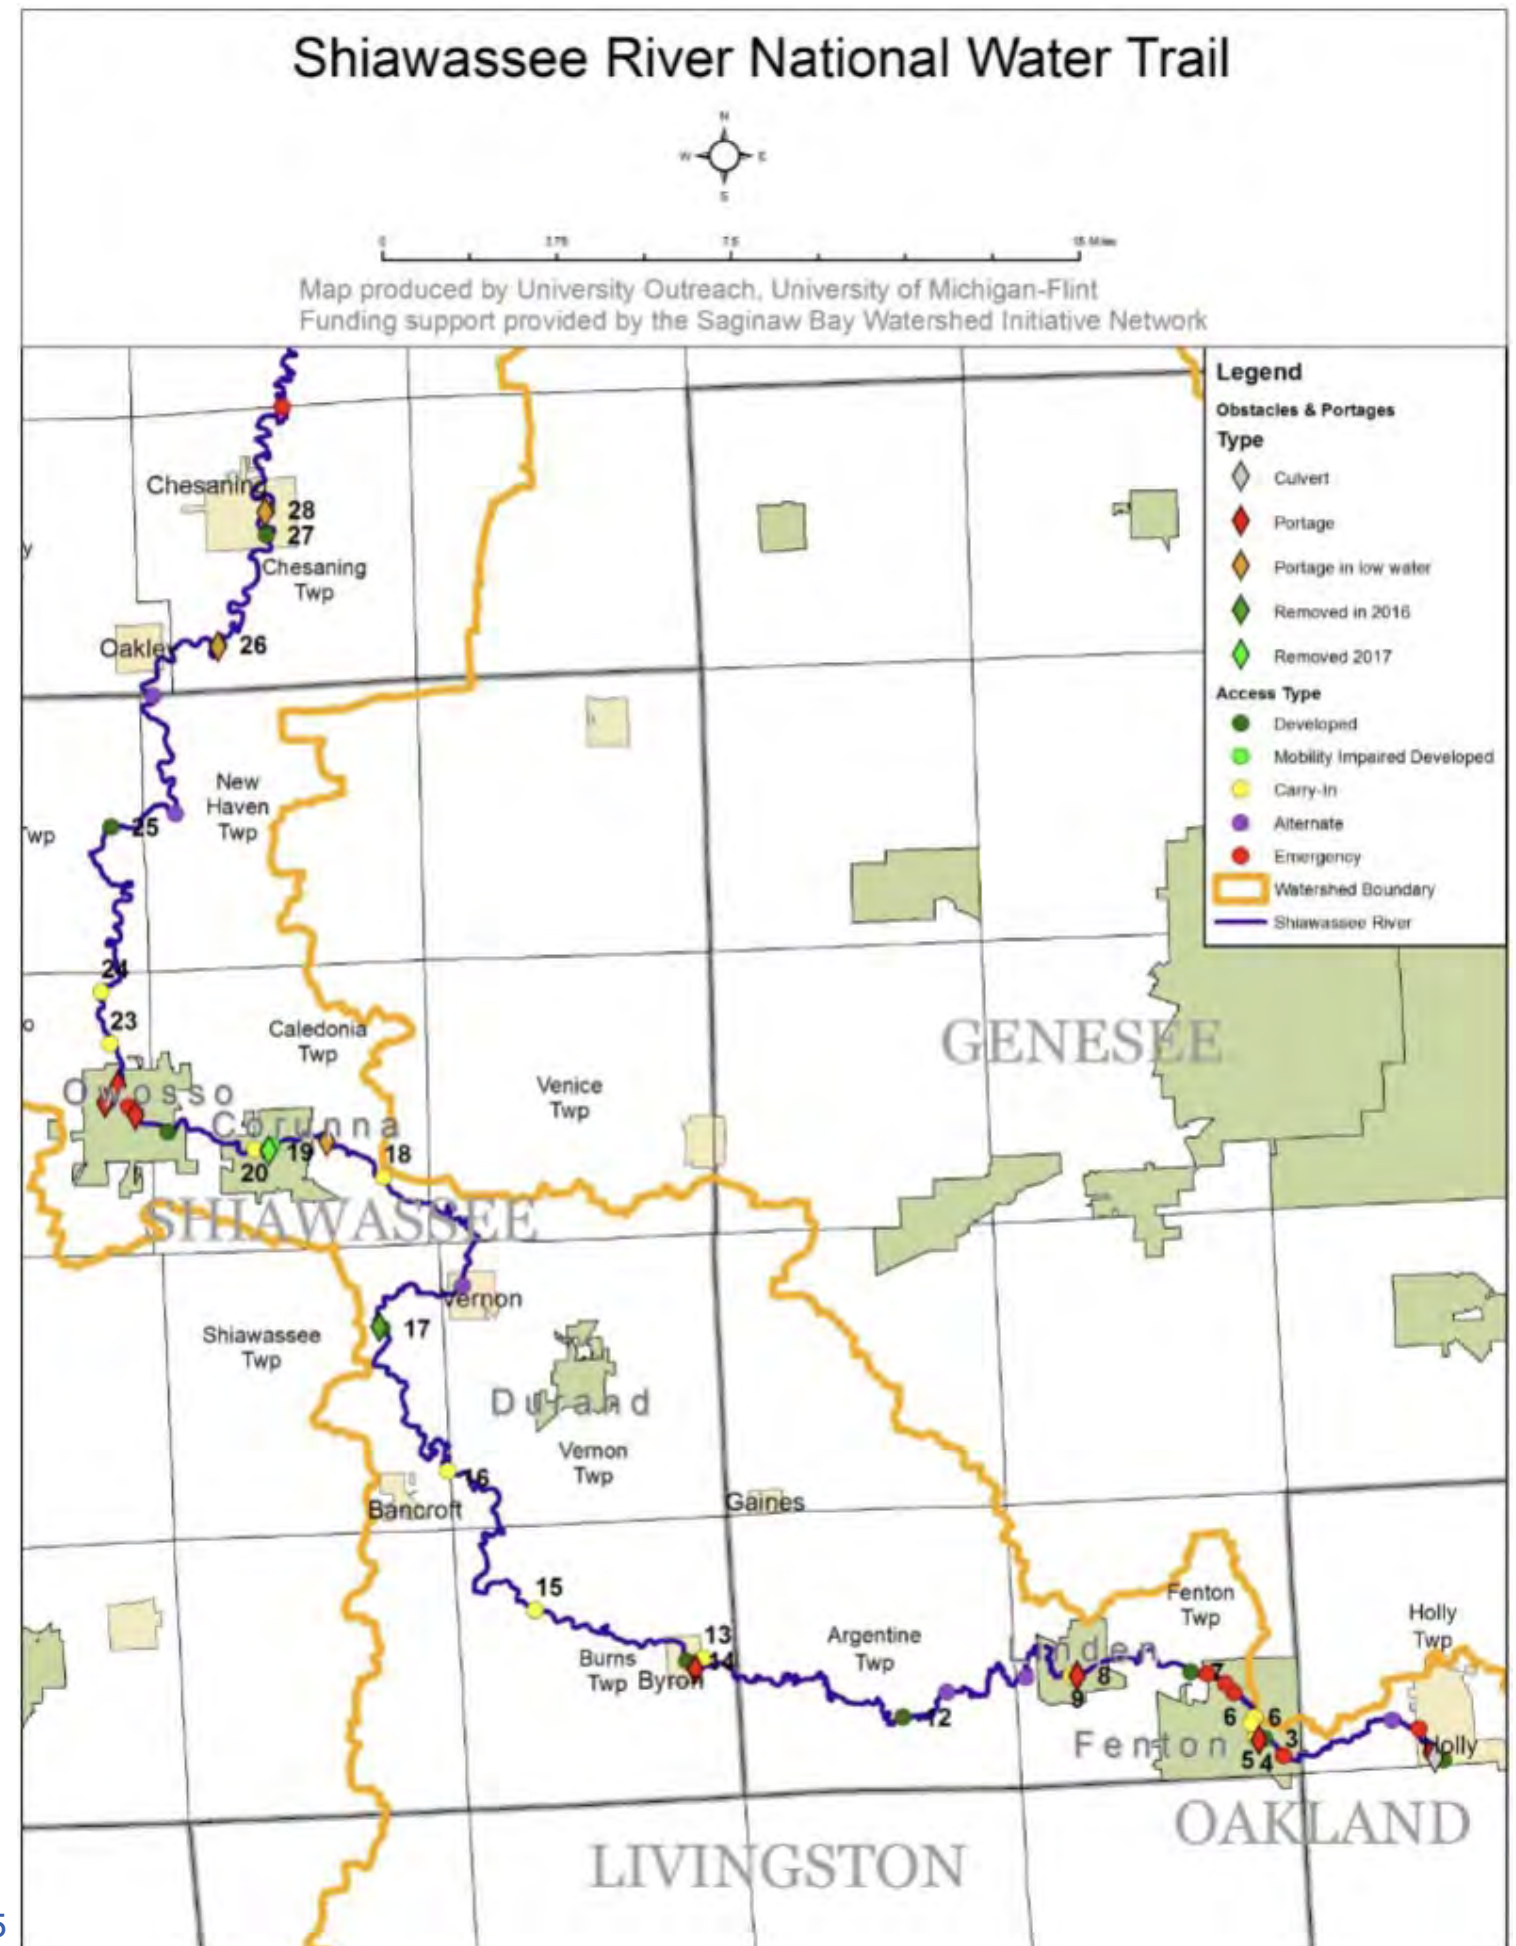 Shiawassee River National Water Trail
N
W E
S
0 3.75 7.5 15 Miles
Map produced by University Outreach, University of Michigan-Flint
Funding support provided by the Saginaw Bay Watershed Initiative Network
Legend
Obstacles & Portages
Type
Culvert
Portage
Portage in low water
Removed in 2016
Removed 2017
Access Type
Developed
Mobility Impaired Developed
Carry-In
Alternate
Emergency
Watershed Boundary
Shiawassee River
Chesaning
28
27
y
Chesaning
Twp
Oakley
26
New
Haven
Twp
25
Twp
24
23
o
Caledonia
Twp
GENESEE
Venice
Twp
Owosso
Corunna
18
19
20
SHIAWASSEE
Vernon
17
Shiawassee
Twp
Durand
Vernon
Twp
16
Bancroft
Gaines
15
Fenton
Twp
Holly
Twp
13
14
Argentine
Twp
Burns
Twp
Byron
Linden
8
9
7
12
6 6
Fenton
3
5 4
Holly
OAKLAND
LIVINGSTON
5